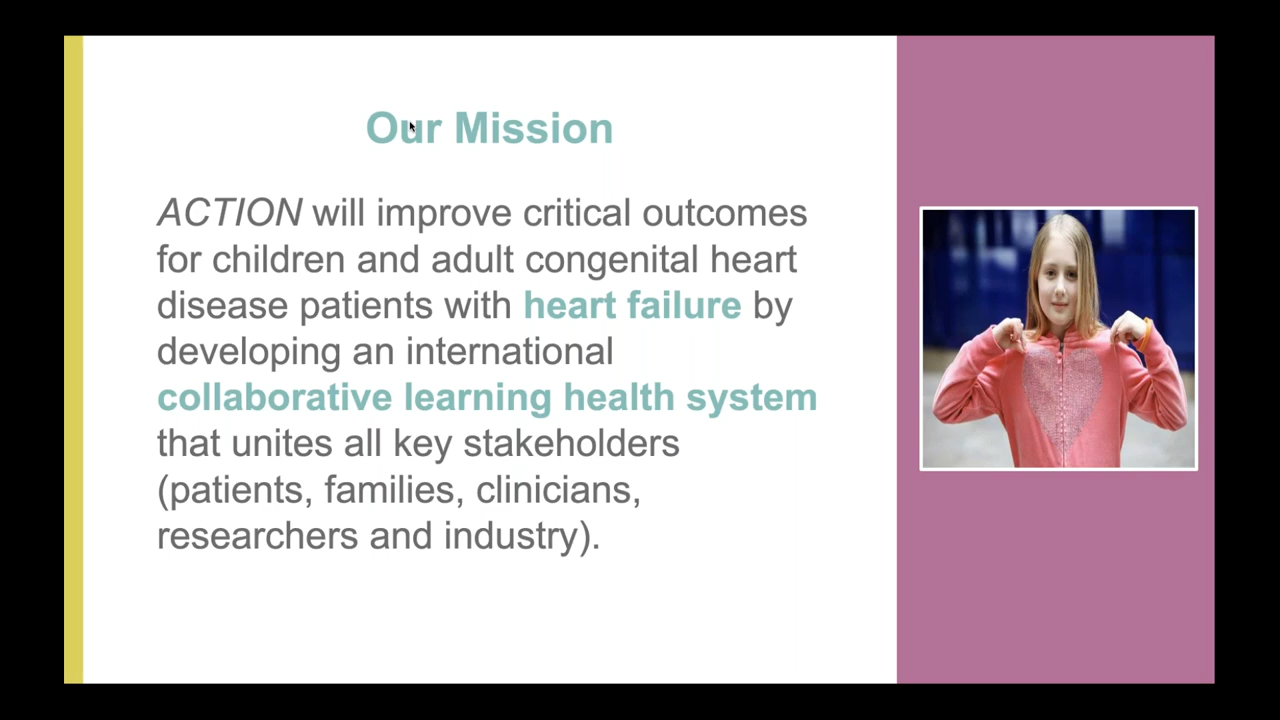 Our Mission
ACTION will improve critical outcomes
for children and adult congenital heart
disease patients with heart failure by
developing an international
collaborative learning health system
that unites all key stakeholders
(patients, families, clinicians,
researchers and industry).